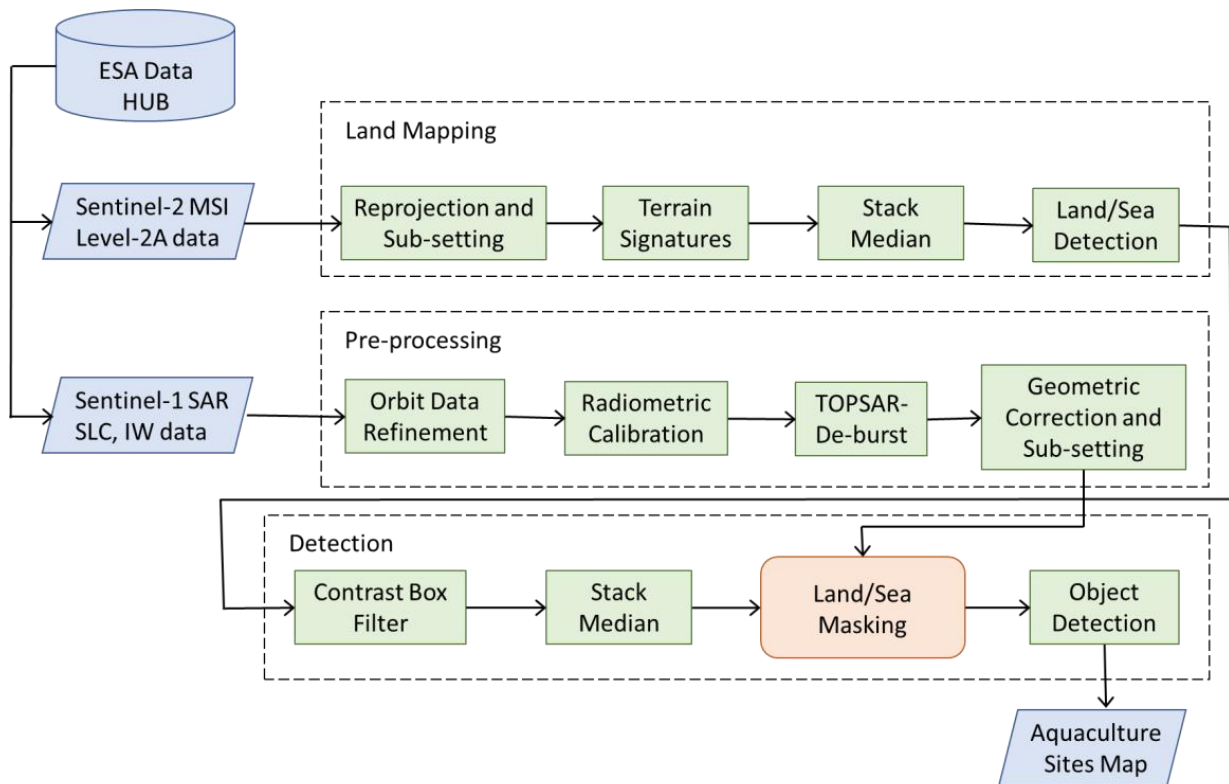 ESA Data
HUB
Land Mapping
Sentinel-2 MSI
Level-2A data
Reprojection and
Sub-setting
Terrain
Signatures
Stack
Median
Land/Sea
Detection
Pre-processing
Sentinel-1 SAR
SLC, IW data
Orbit Data
Refinement
Radiometric
Calibration
TOPSAR-
De-burst
Geometric
Correction and
Sub-setting
Detection
Contrast Box
Filter
Stack
Median
Land/Sea
Masking
Object
Detection
Aquaculture
Sites Map